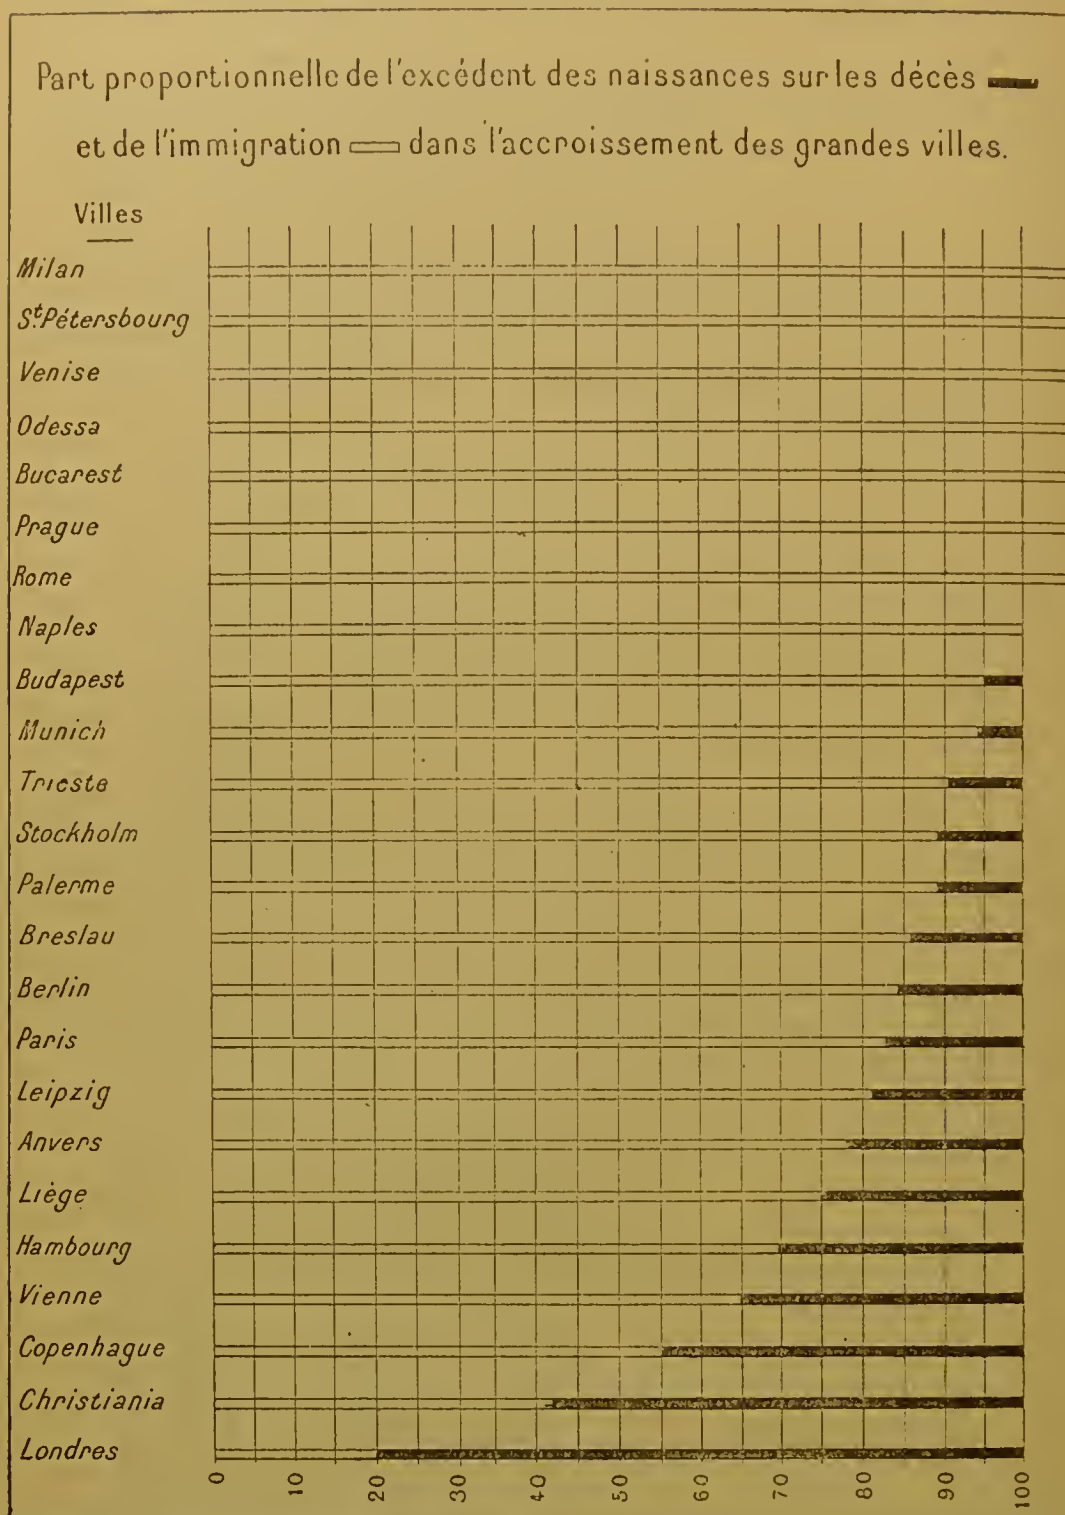 Part proportionnelle de l'excédent des naissances sur les décès
et de l'immigration dans l'accroissement des grandes villes.
Villes
Milan
St. Pétersbourg
Venise
Odessa
Bucarest
Prague
Rome
Naples
Budapest
Munich
Trieste
Stockholm
Palerme
Breslau
Berlin
Paris
Leipzig
Anvers
Liège
Hambourg
Vienne
Copenhague
Christiania
Londres
0 10 20 30 40 50 60 70 80 90 100